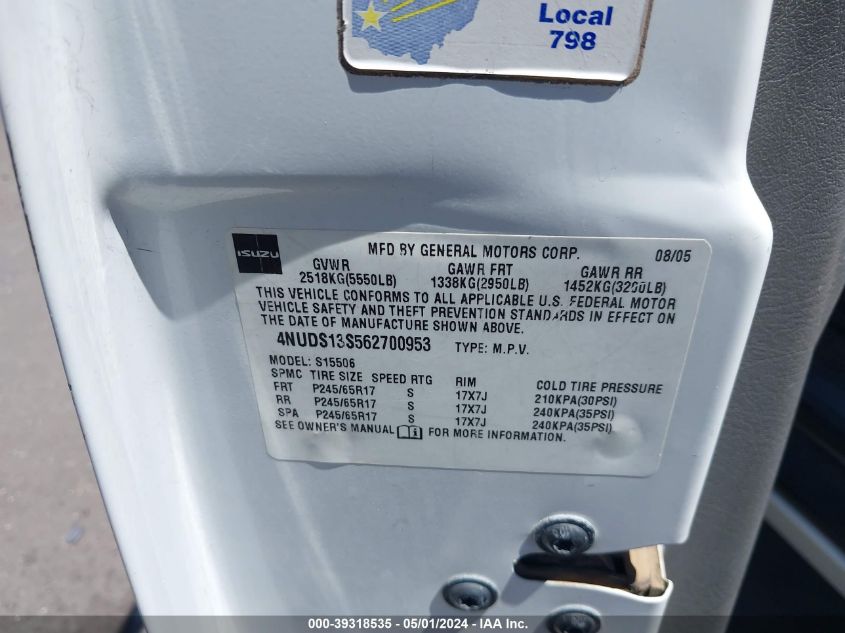 Local
798
ISUZU
MFD BY GENERAL MOTORS CORP. 08/05
GVWR GAWR FRT GAWR RR
2518KG(5550LB) 1338KG(2950LB) 1452KG(3200LB)
THIS VEHICLE CONFORMS TO ALL APPLICABLE U.S. FEDERAL MOTOR
VEHICLE SAFETY AND THEFT PREVENTION STANDARDS IN EFFECT ON
THE DATE OF MANUFACTURE SHOWN ABOVE.
4NUDS13S562700953 TYPE: M.P.V.
MODEL: S15506
SPMC TIRE SIZE SPEED RTG RIM COLD TIRE PRESSURE
FRT P245/65R17 S 17X7J 210KPA(30PSI)
RR P245/65R17 S 17X7J 240KPA(35PSI)
SPA P245/65R17 S 17X7J 240KPA(35PSI)
SEE OWNER'S MANUAL FOR MORE INFORMATION.
000-39318535 - 05/01/2024 - IAA Inc.